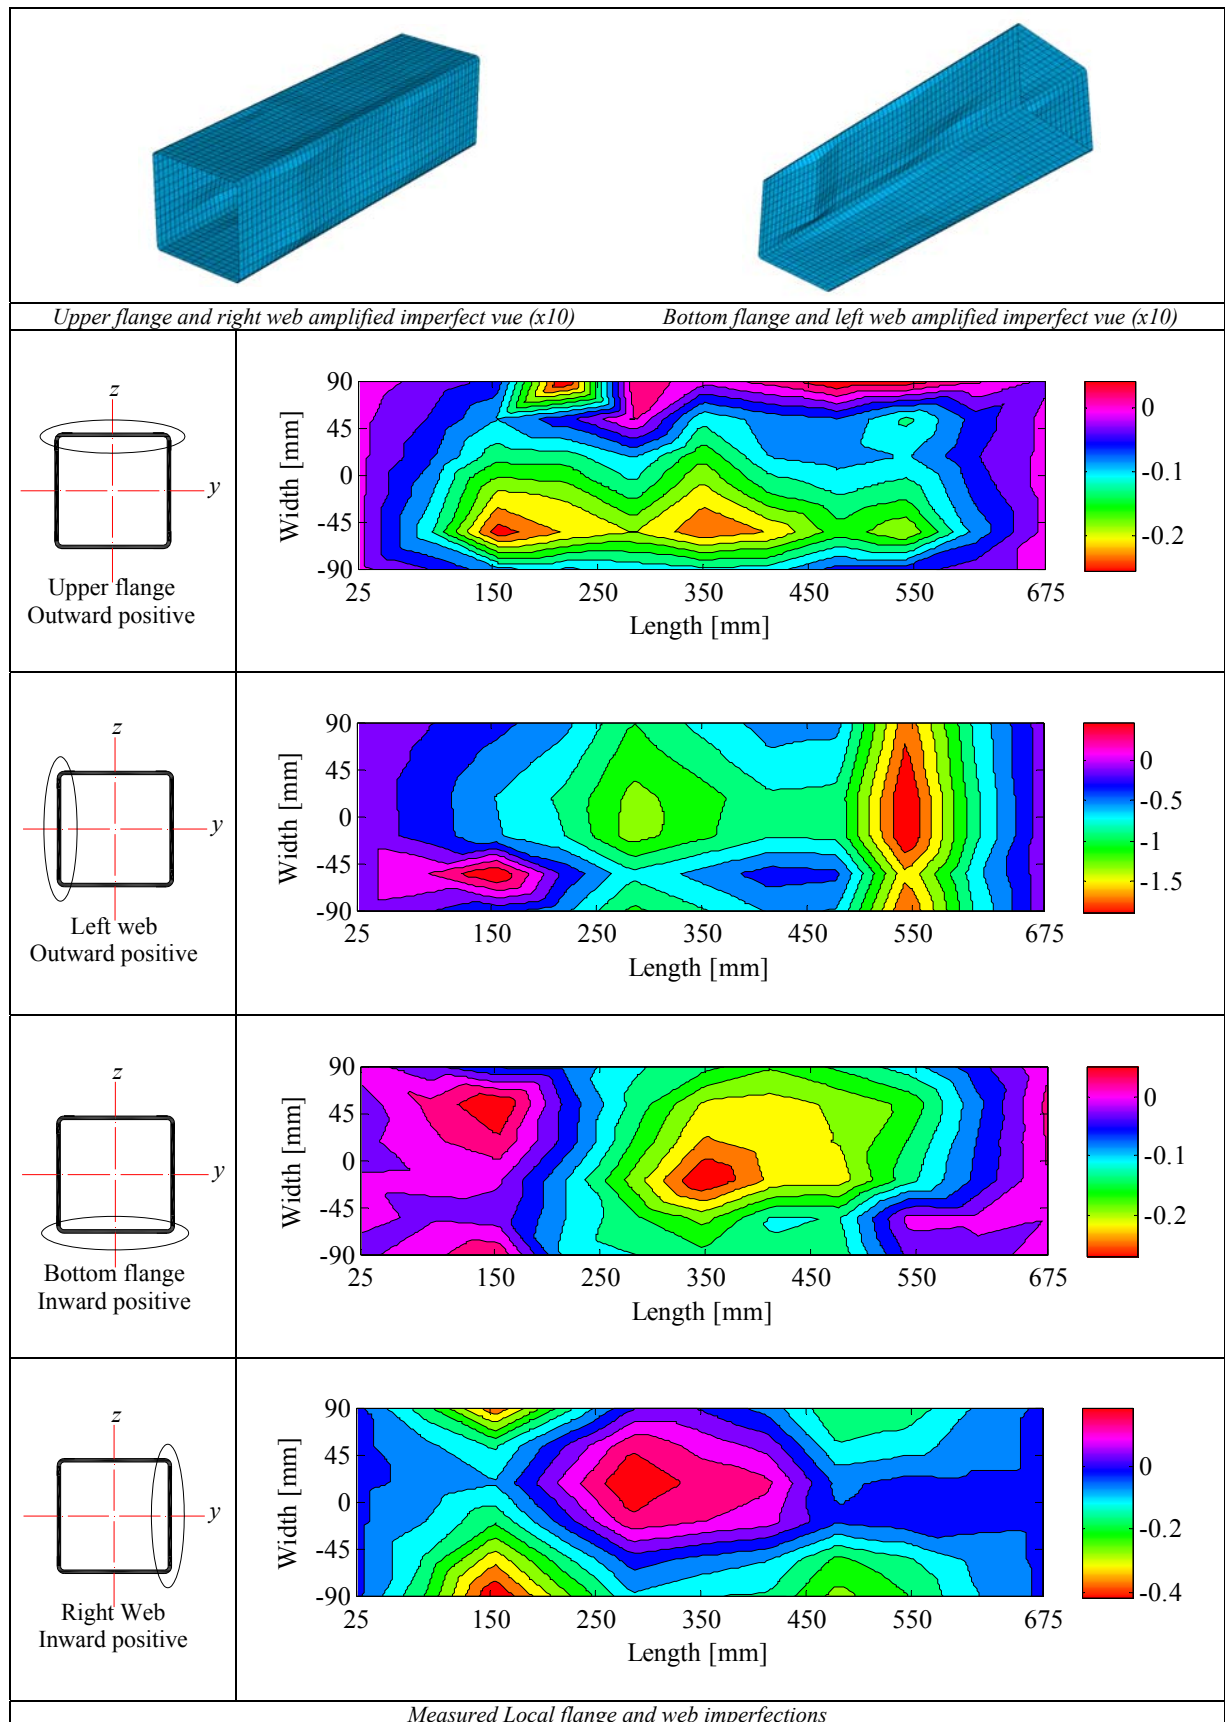 Upper flange and right web amplified imperfect vue (x10) Bottom flange and left web amplified imperfect vue (x10)
z
y
Upper flange
Outward positive
Width [mm]
90
45
0
-45
-90
25 150 250 350 450 550 675
Length [mm]
0
-0.1
-0.2
z
y
Left web
Outward positive
Width [mm]
90
45
0
-45
-90
25 150 250 350 450 550 675
Length [mm]
0
-0.5
-1
-1.5
z
y
Bottom flange
Inward positive
Width [mm]
90
45
0
-45
-90
25 150 250 350 450 550 675
Length [mm]
0
-0.1
-0.2
z
y
Right Web
Inward positive
Width [mm]
90
45
0
-45
-90
25 150 250 350 450 550 675
Length [mm]
0
-0.2
-0.4
Measured Local flange and web imperfections